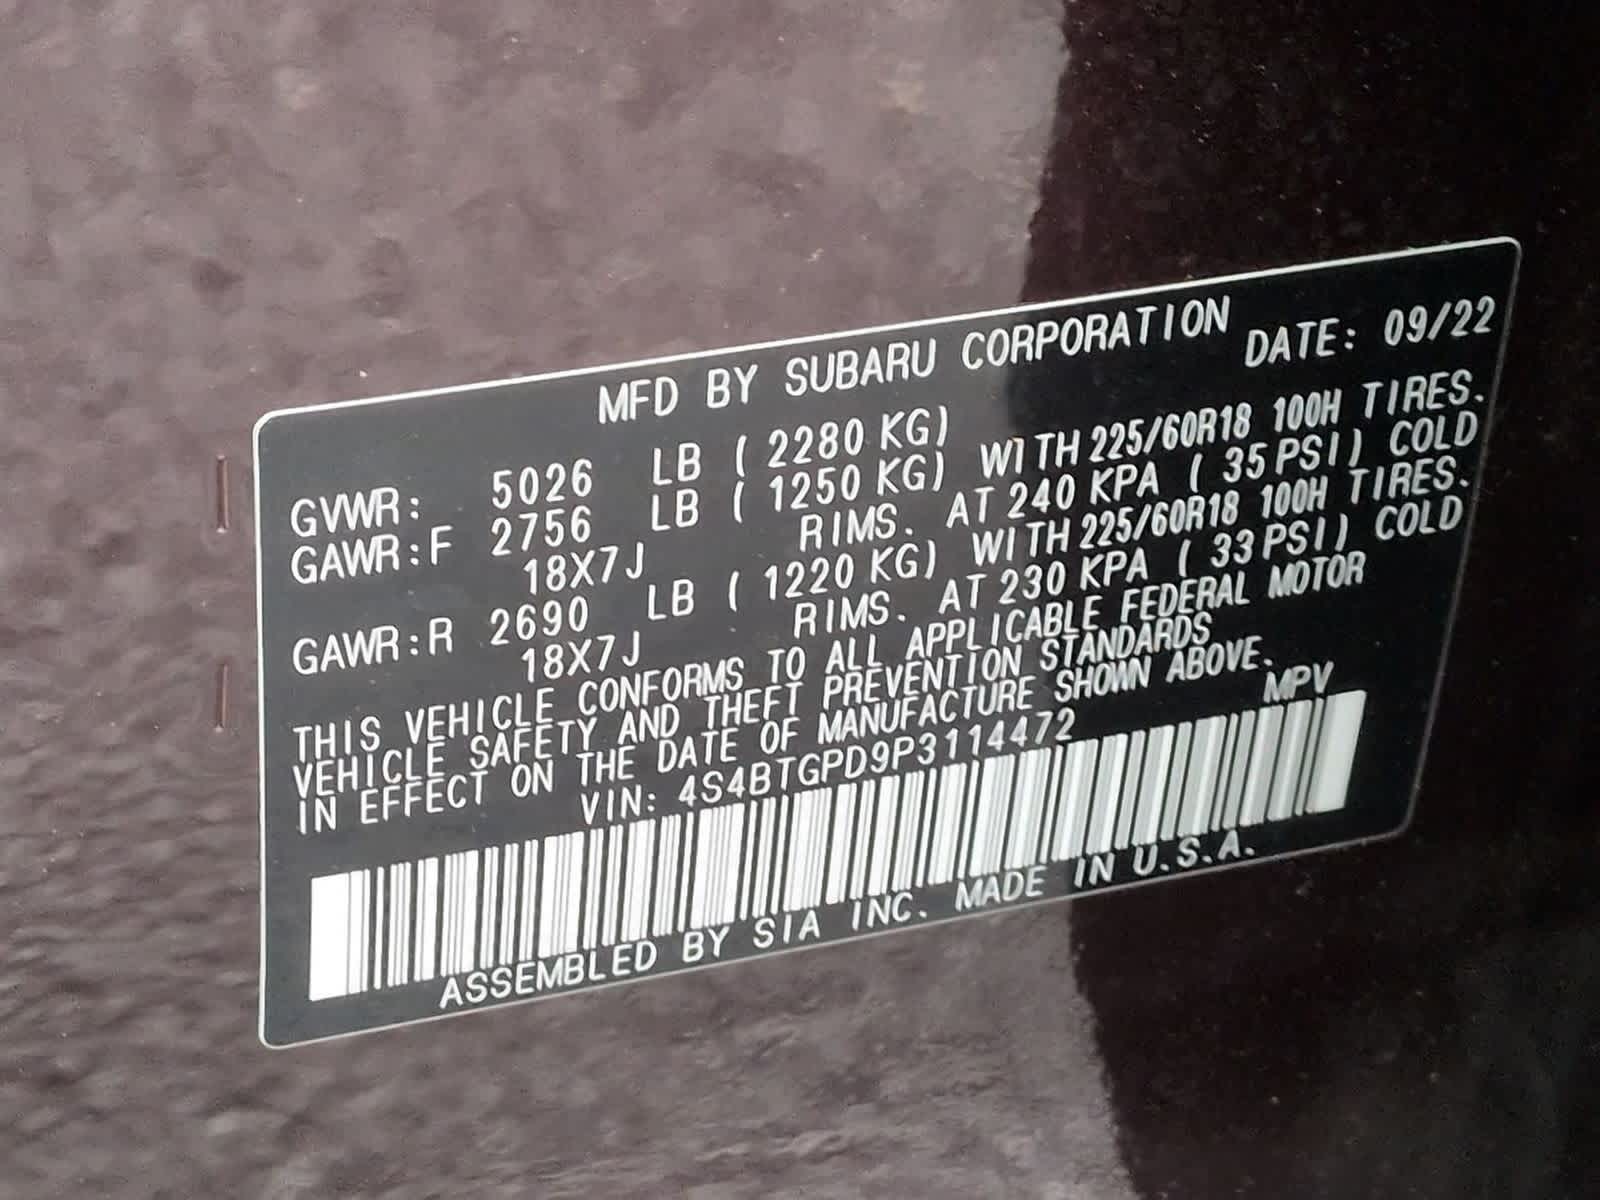 MFD BY SUBARU CORPORATION DATE: 09/22
GVWR: 5026 LB ( 2280 KG)
GAWR:F 2756 LB ( 1250 KG) WITH 225/60R18 100H TIRES.
18X7J RIMS. AT 240 KPA ( 35 PSI) COLD
GAWR:R 2690 LB ( 1220 KG) WITH 225/60R18 100H TIRES.
18X7J RIMS. AT 230 KPA ( 33 PSI) COLD
THIS VEHICLE CONFORMS TO ALL APPLICABLE FEDERAL MOTOR
VEHICLE SAFETY AND THEFT PREVENTION STANDARDS
IN EFFECT ON THE DATE OF MANUFACTURE SHOWN ABOVE.
VIN: 4S4BTGPD9P3114472 MPV
ASSEMBLED BY SIA INC. MADE IN U.S.A.